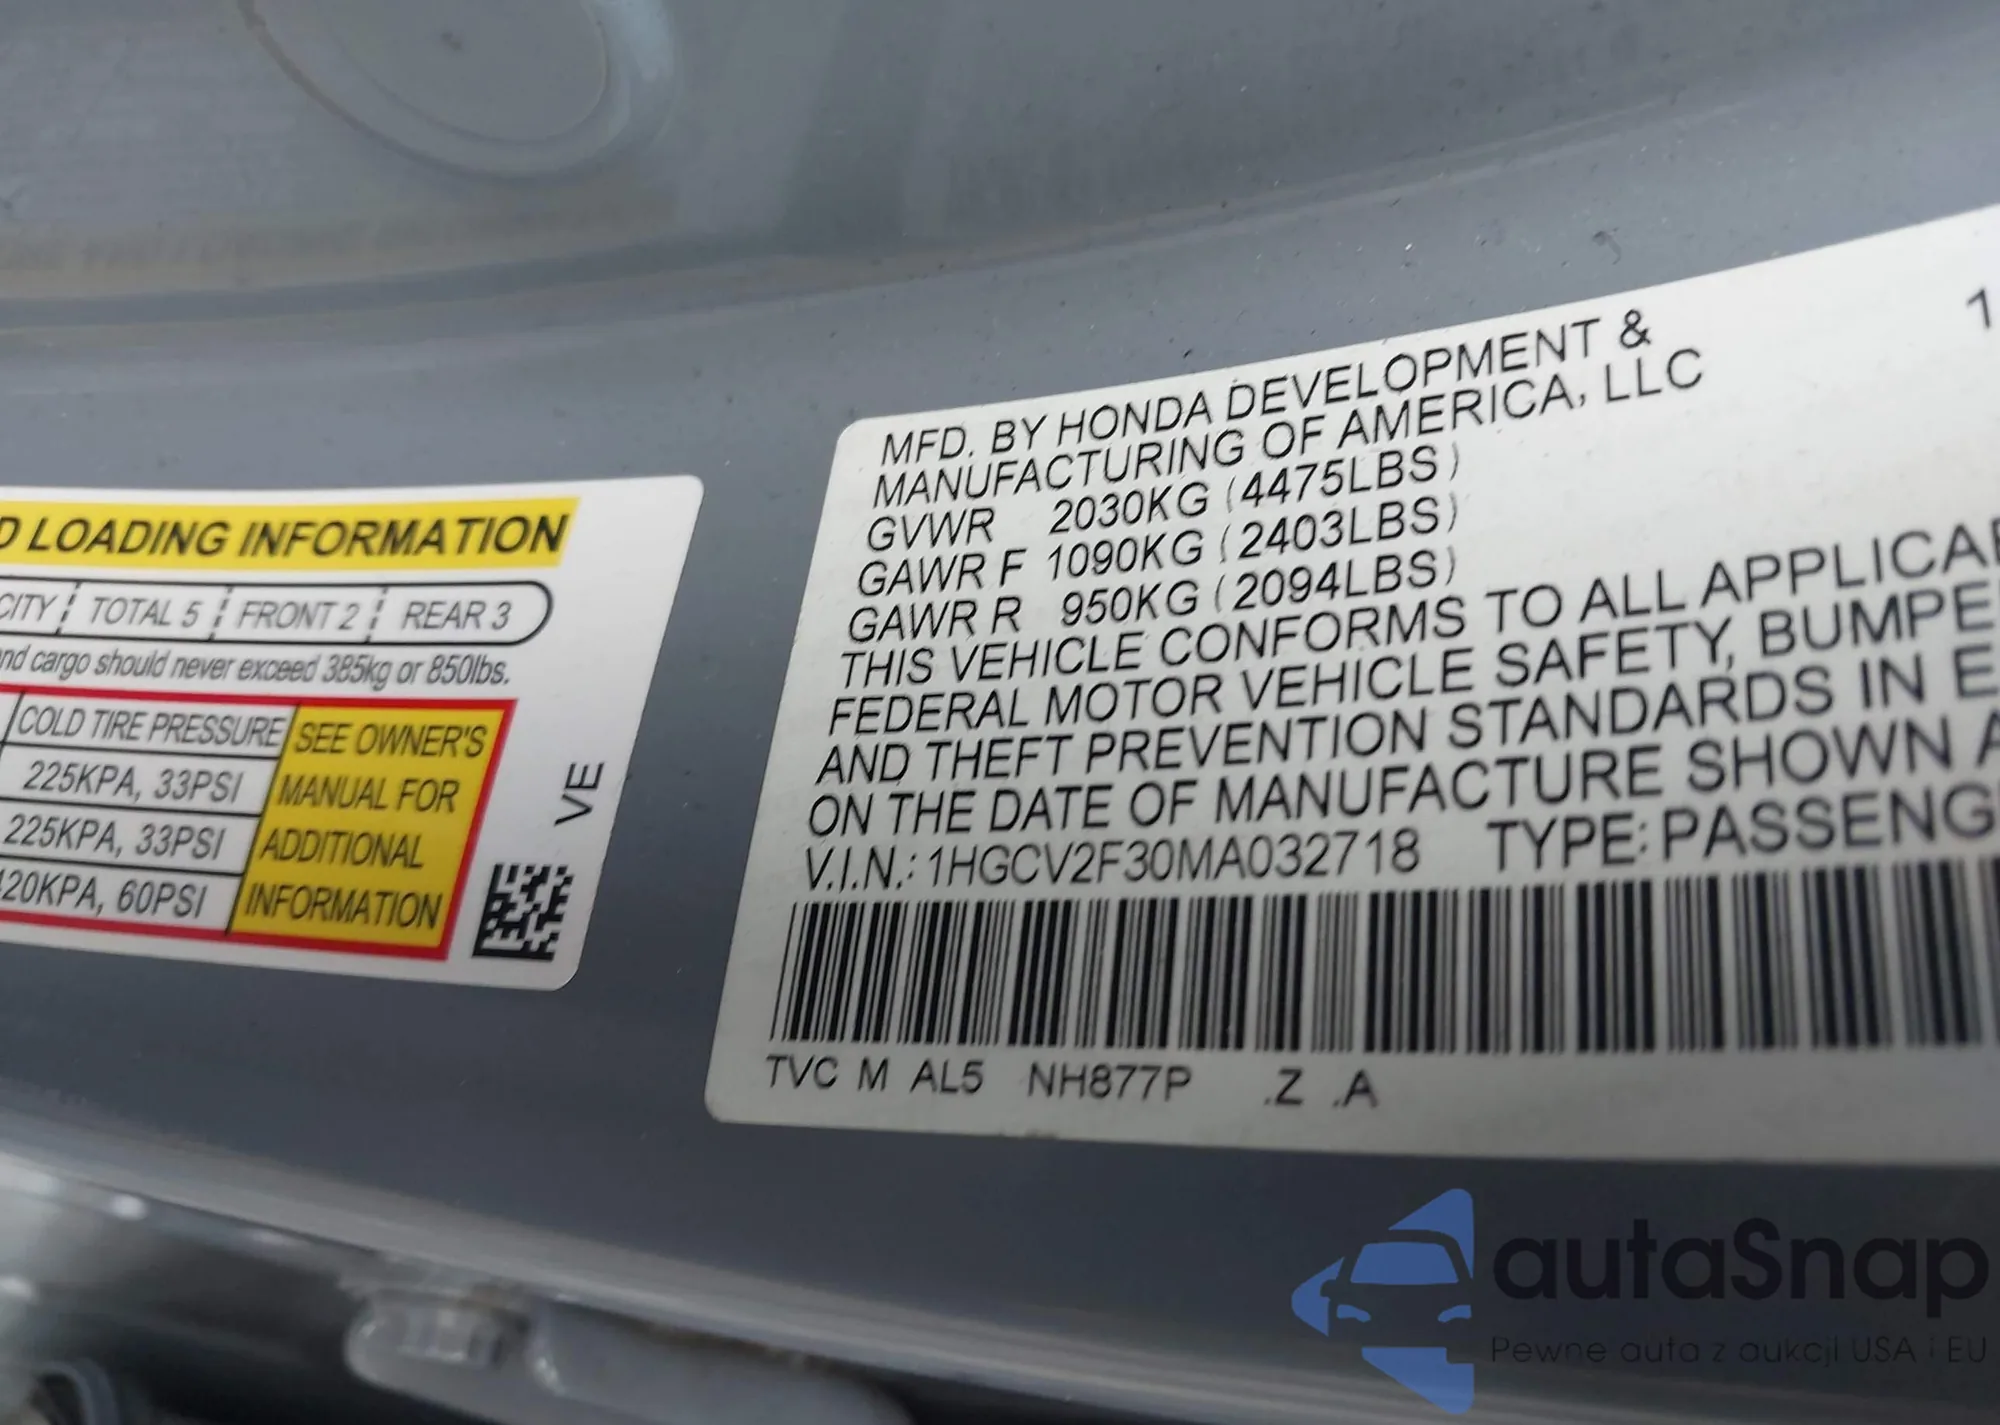 D LOADING INFORMATION
CITY TOTAL 5 FRONT 2 REAR 3
and cargo should never exceed 385kg or 850lbs.
COLD TIRE PRESSURE
225KPA, 33PSI
225KPA, 33PSI
420KPA, 60PSI
SEE OWNER'S
MANUAL FOR
ADDITIONAL
INFORMATION
VE
1
MFD. BY HONDA DEVELOPMENT &
MANUFACTURING OF AMERICA, LLC
GVWR 2030KG (4475LBS)
GAWR F 1090KG (2403LBS)
GAWR R 950KG (2094LBS)
THIS VEHICLE CONFORMS TO ALL APPLICAB
FEDERAL MOTOR VEHICLE SAFETY, BUMPE
AND THEFT PREVENTION STANDARDS IN E
ON THE DATE OF MANUFACTURE SHOWN A
V.I.N.: 1HGCV2F30MA032718 TYPE: PASSENG
TVC M AL5 NH877P .Z .A
autaSnap
Pewne auta z aukcji USA i EU